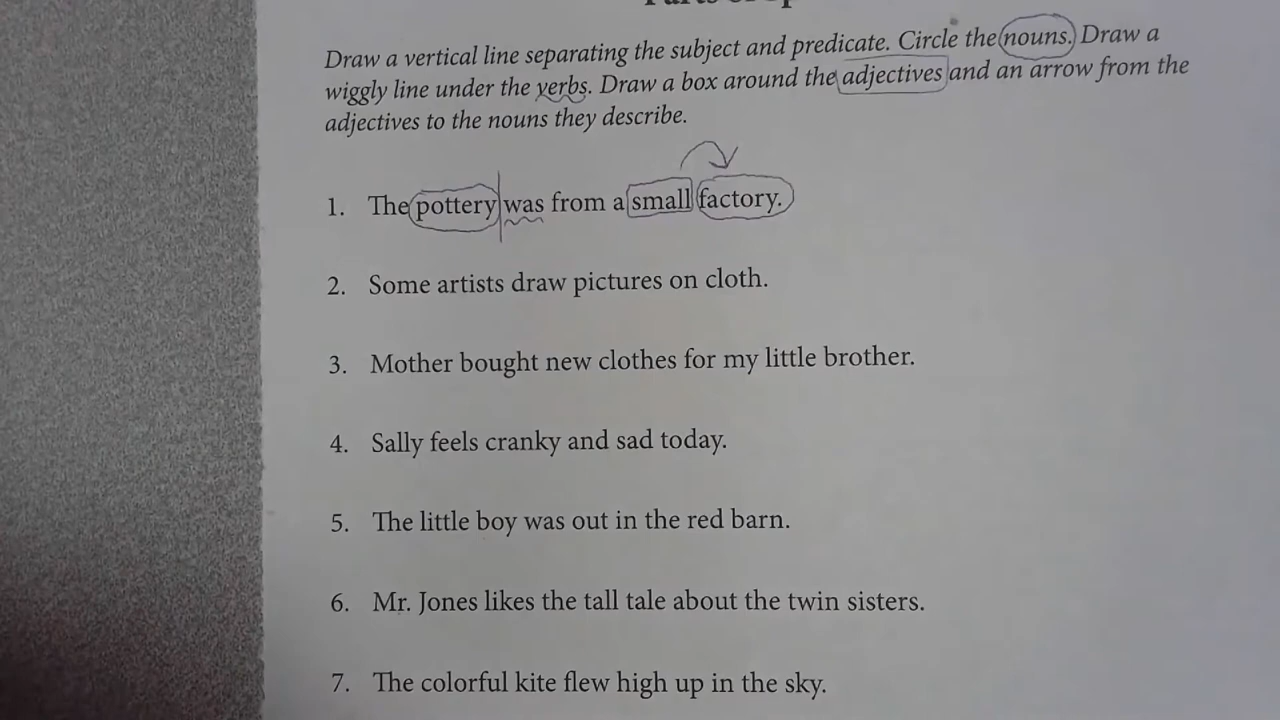 Draw a vertical line separating the subject and predicate. Circle the nouns. Draw a
wiggly line under the verbs. Draw a box around the adjectives and an arrow from the
adjectives to the nouns they describe.
1. The pottery was from a small factory.
2. Some artists draw pictures on cloth.
3. Mother bought new clothes for my little brother.
4. Sally feels cranky and sad today.
5. The little boy was out in the red barn.
6. Mr. Jones likes the tall tale about the twin sisters.
7. The colorful kite flew high up in the sky.